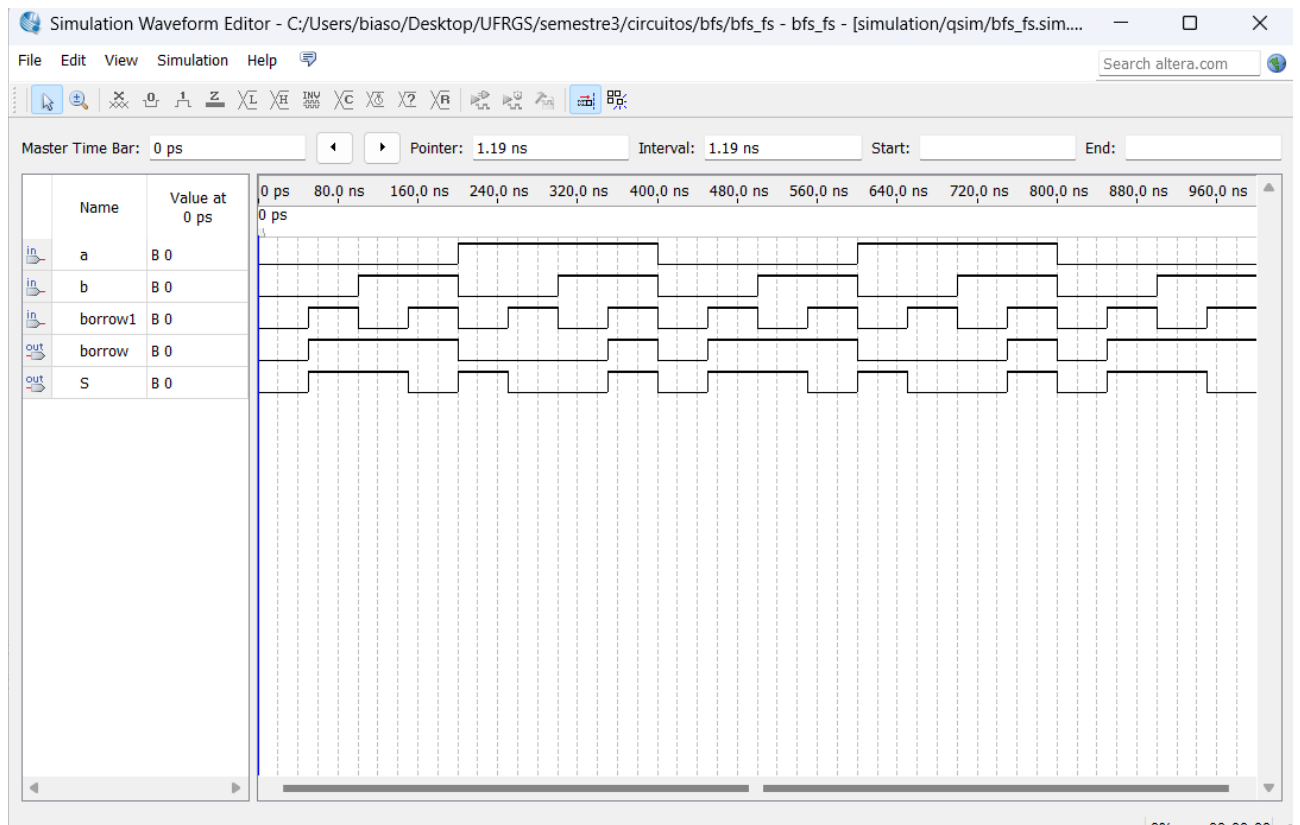 Simulation Waveform Editor - C:/Users/biaso/Desktop/UFRGS/semestre3/circuitos/bfs/bfs_fs - bfs_fs - [simulation/qsim/bfs_fs.sim....
File Edit View Simulation Help
Search altera.com
Master Time Bar: 0 ps
Pointer: 1.19 ns
Interval: 1.19 ns
Start:
End:
Name
Value at
0 ps
0 ps 80.0 ns 160.0 ns 240.0 ns 320.0 ns 400.0 ns 480.0 ns 560.0 ns 640.0 ns 720.0 ns 800.0 ns 880.0 ns 960.0 ns
0 ps
in a B 0
in b B 0
in borrow1 B 0
out borrow B 0
out S B 0